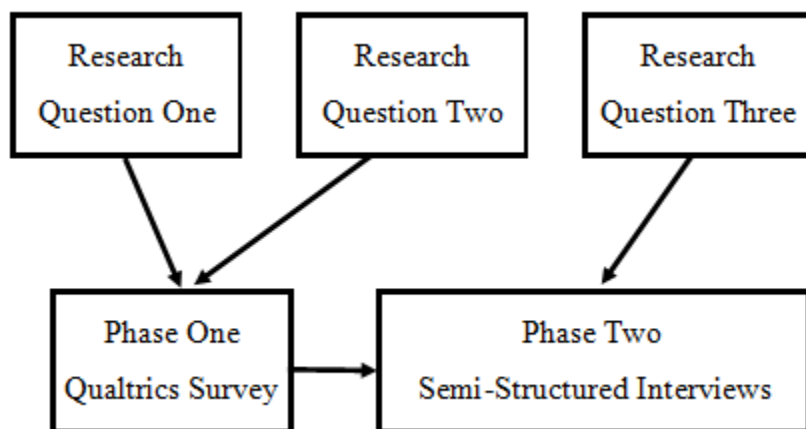 Research
Question One
Research
Question Two
Research
Question Three
Phase One
Qualtrics Survey
Phase Two
Semi-Structured Interviews